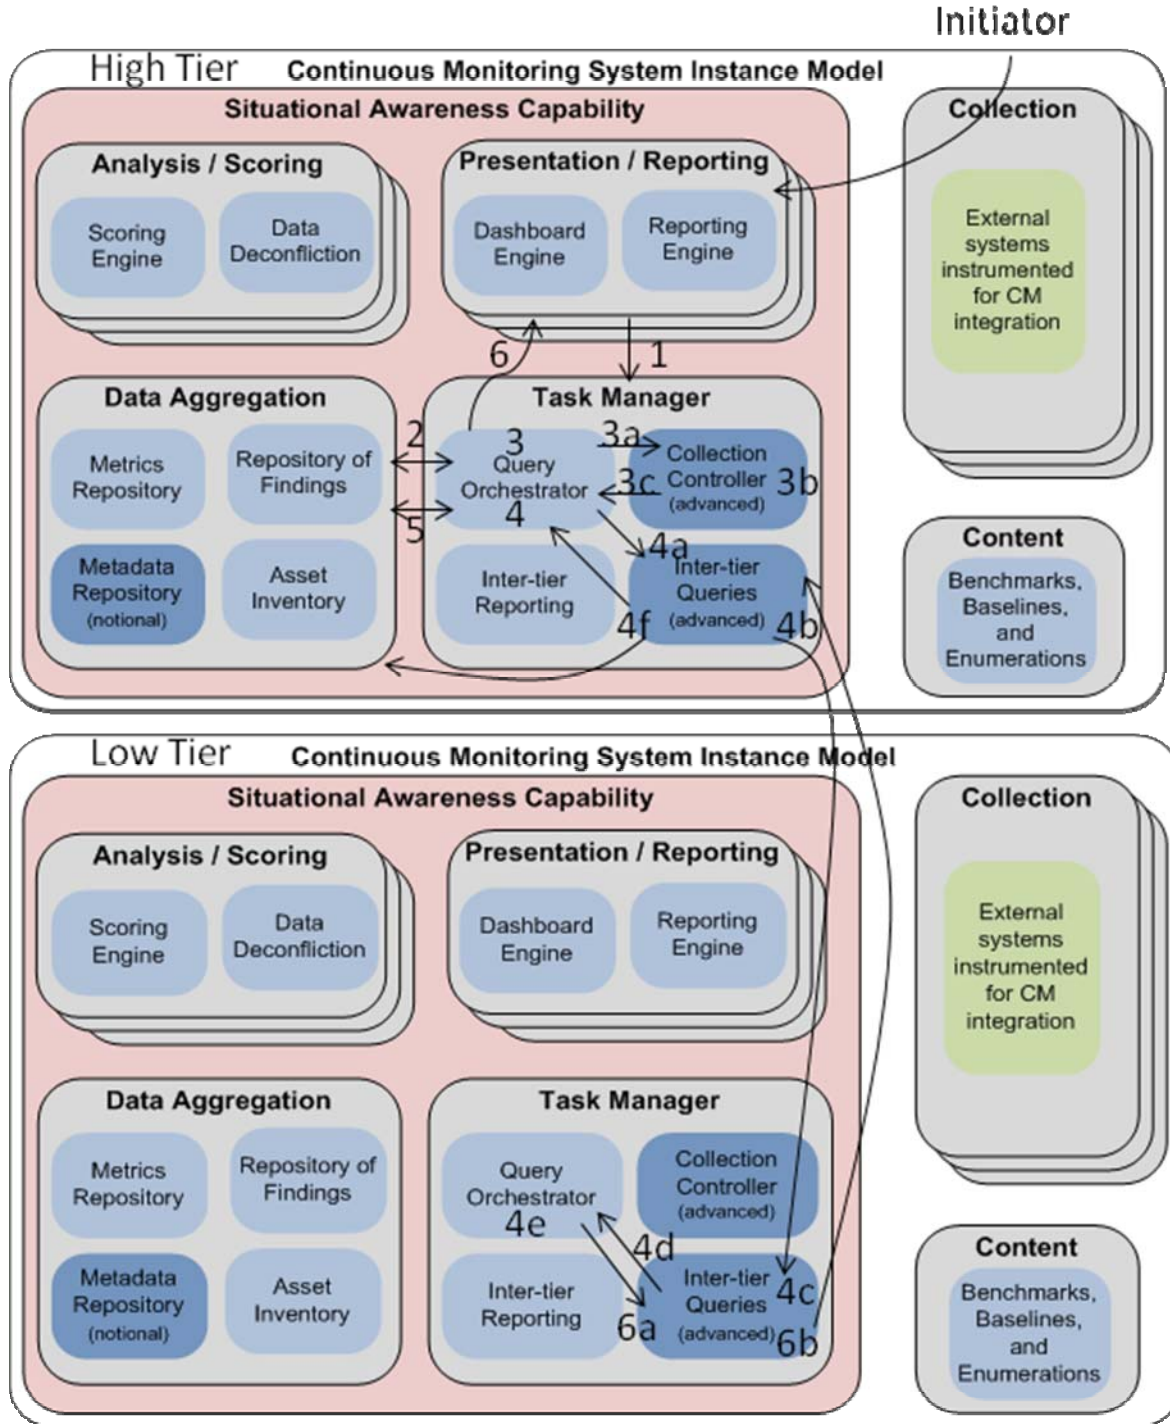 Initiator
High Tier
Continuous Monitoring System Instance Model
Situational Awareness Capability
Analysis / Scoring
Scoring
Engine
Data
Deconfliction
Presentation / Reporting
Dashboard
Engine
Reporting
Engine
Collection
External
systems
instrumented
for CM
integration
6
1
Data Aggregation
Metrics
Repository
Repository of
Findings
Metadata
Repository
(notional)
Asset
Inventory
2
5
Task Manager
3
Query
Orchestrator
4
3a
3c
Collection
Controller
(advanced)
3b
Inter-tier
Reporting
4a
Inter-tier
Queries
(advanced)
4f
4b
Content
Benchmarks,
Baselines,
and
Enumerations
Low Tier
Continuous Monitoring System Instance Model
Situational Awareness Capability
Analysis / Scoring
Scoring
Engine
Data
Deconfliction
Presentation / Reporting
Dashboard
Engine
Reporting
Engine
Collection
External
systems
instrumented
for CM
integration
Data Aggregation
Metrics
Repository
Repository of
Findings
Metadata
Repository
(notional)
Asset
Inventory
Task Manager
Query
Orchestrator
4e
Collection
Controller
(advanced)
4d
Inter-tier
Reporting
Inter-tier
Queries
(advanced)
4c
6a
6b
Content
Benchmarks,
Baselines,
and
Enumerations